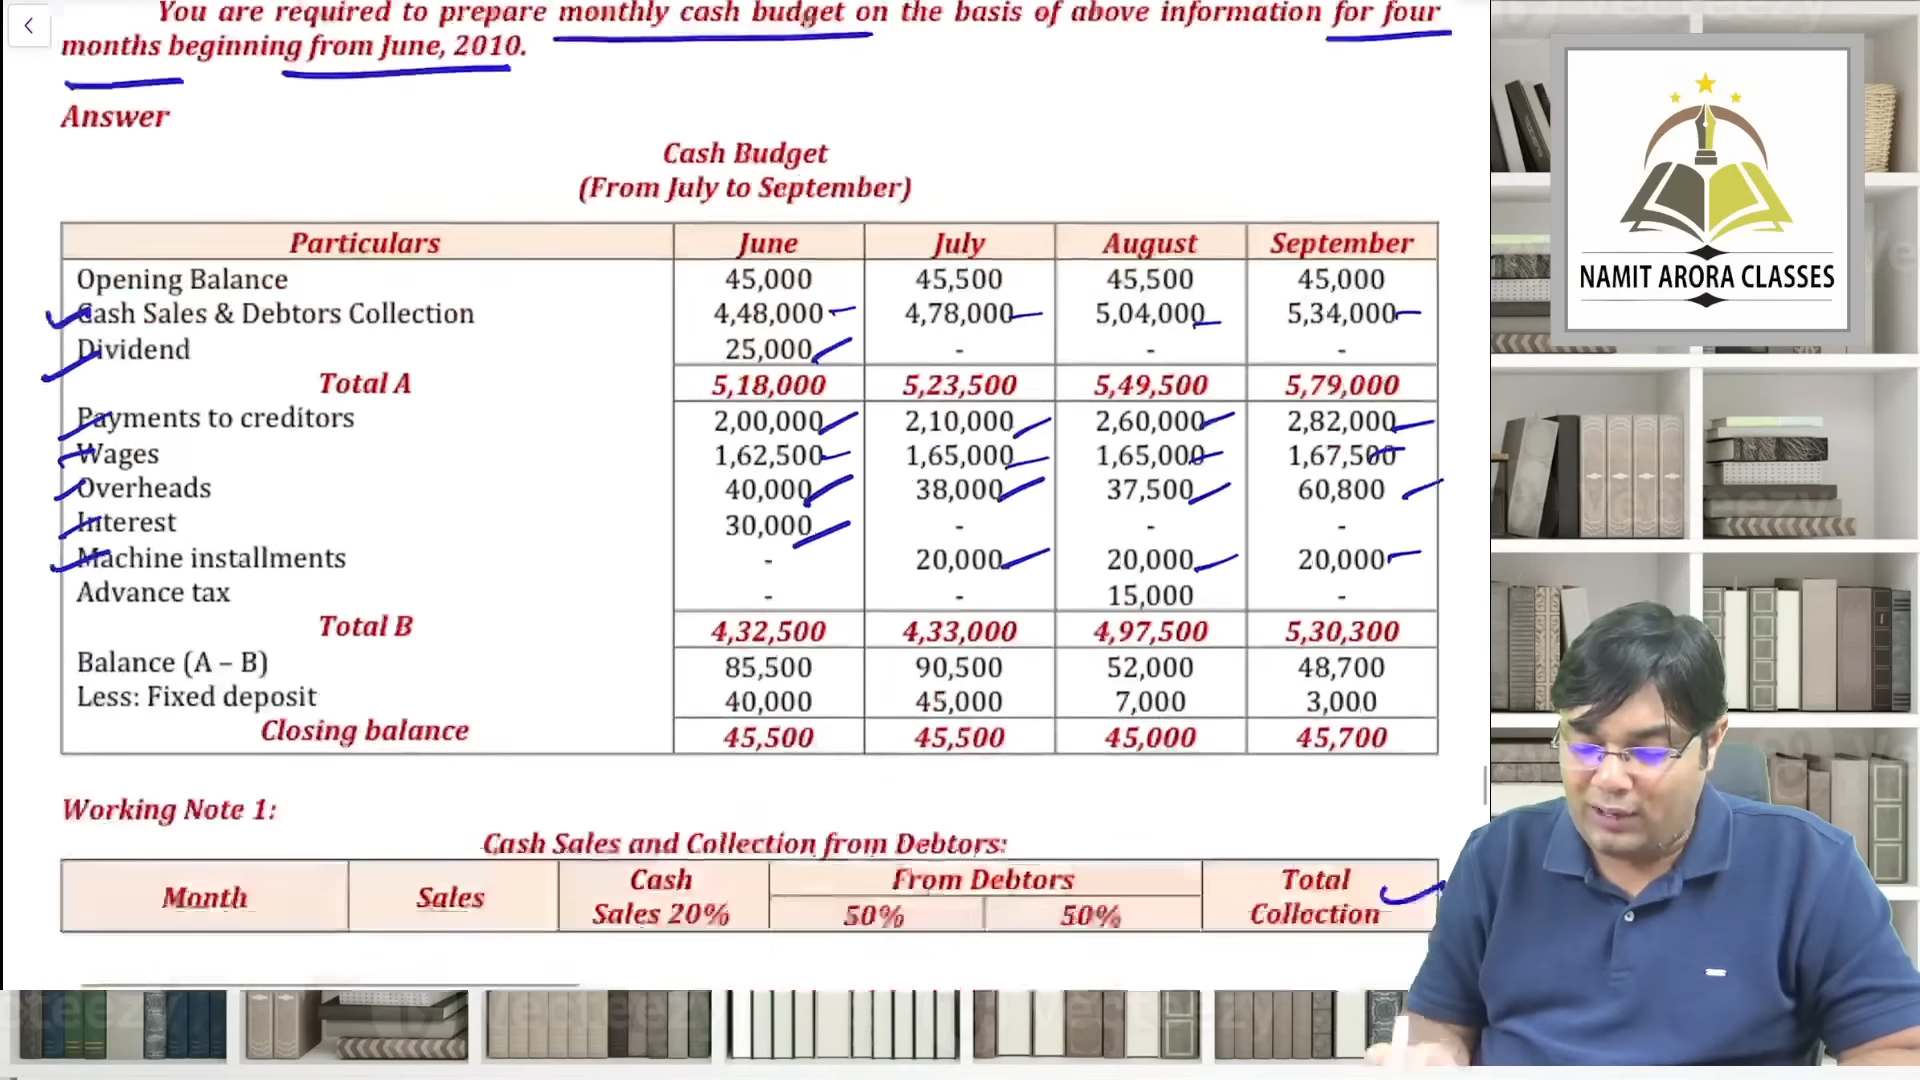 You are required to prepare monthly cash budget on the basis of above information for four
months beginning from June, 2010.
Answer
Cash Budget
(From July to September)
Particulars June July August September
Opening Balance 45,000 45,500 45,500 45,000
Cash Sales & Debtors Collection 4,48,000 4,78,000 5,04,000 5,34,000
Dividend 25,000 - - -
Total A 5,18,000 5,23,500 5,49,500 5,79,000
Payments to creditors 2,00,000 2,10,000 2,60,000 2,82,000
Wages 1,62,500 1,65,000 1,65,000 1,67,500
Overheads 40,000 38,000 37,500 60,800
Interest 30,000 - - -
Machine installments - 20,000 20,000 20,000
Advance tax - - 15,000 -
Total B 4,32,500 4,33,000 4,97,500 5,30,300
Balance (A – B) 85,500 90,500 52,000 48,700
Less: Fixed deposit 40,000 45,000 7,000 3,000
Closing balance 45,500 45,500 45,000 45,700
Working Note 1:
Cash Sales and Collection from Debtors:
Month Sales Cash Sales 20% From Debtors Total Collection
50% 50%
NAMIT ARORA CLASSES